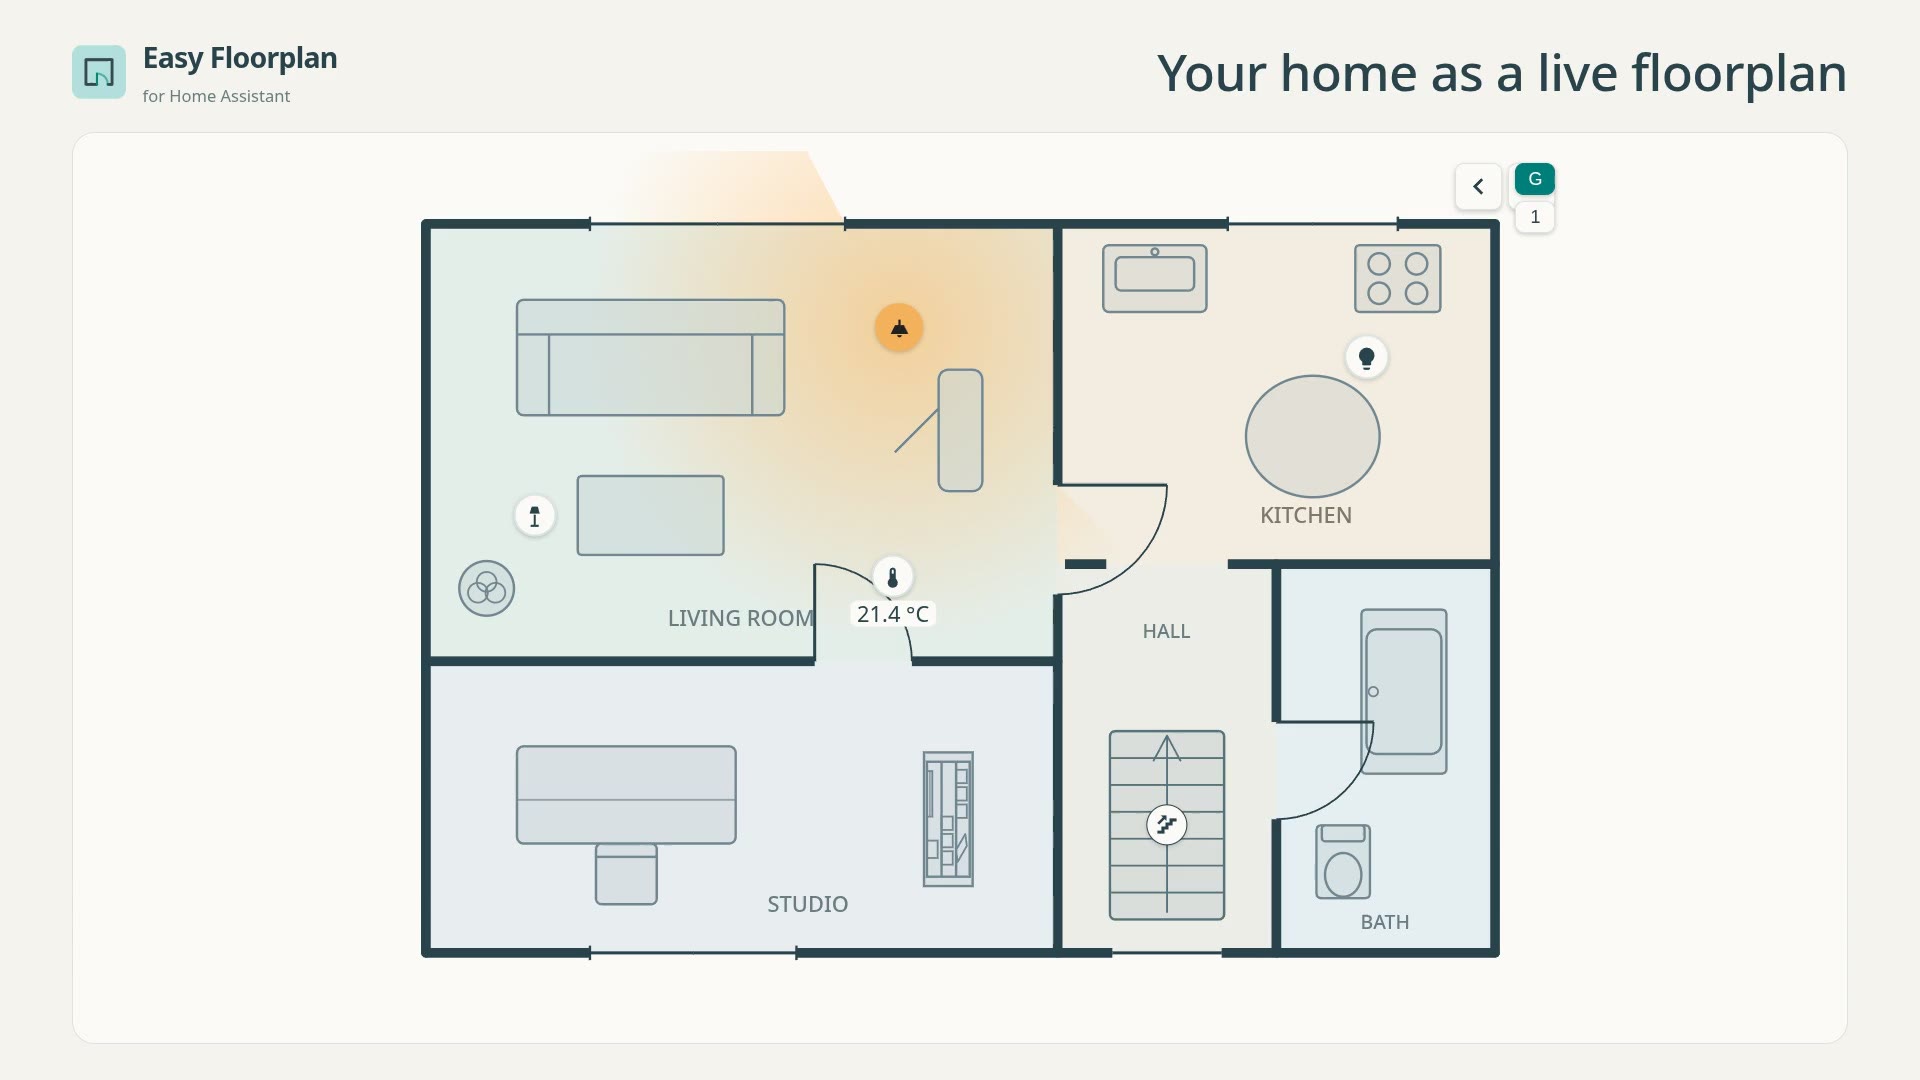 Easy Floorplan
for Home Assistant
Your home as a live floorplan
G
1
KITCHEN
LIVING ROOM
21.4 °C
HALL
STUDIO
BATH